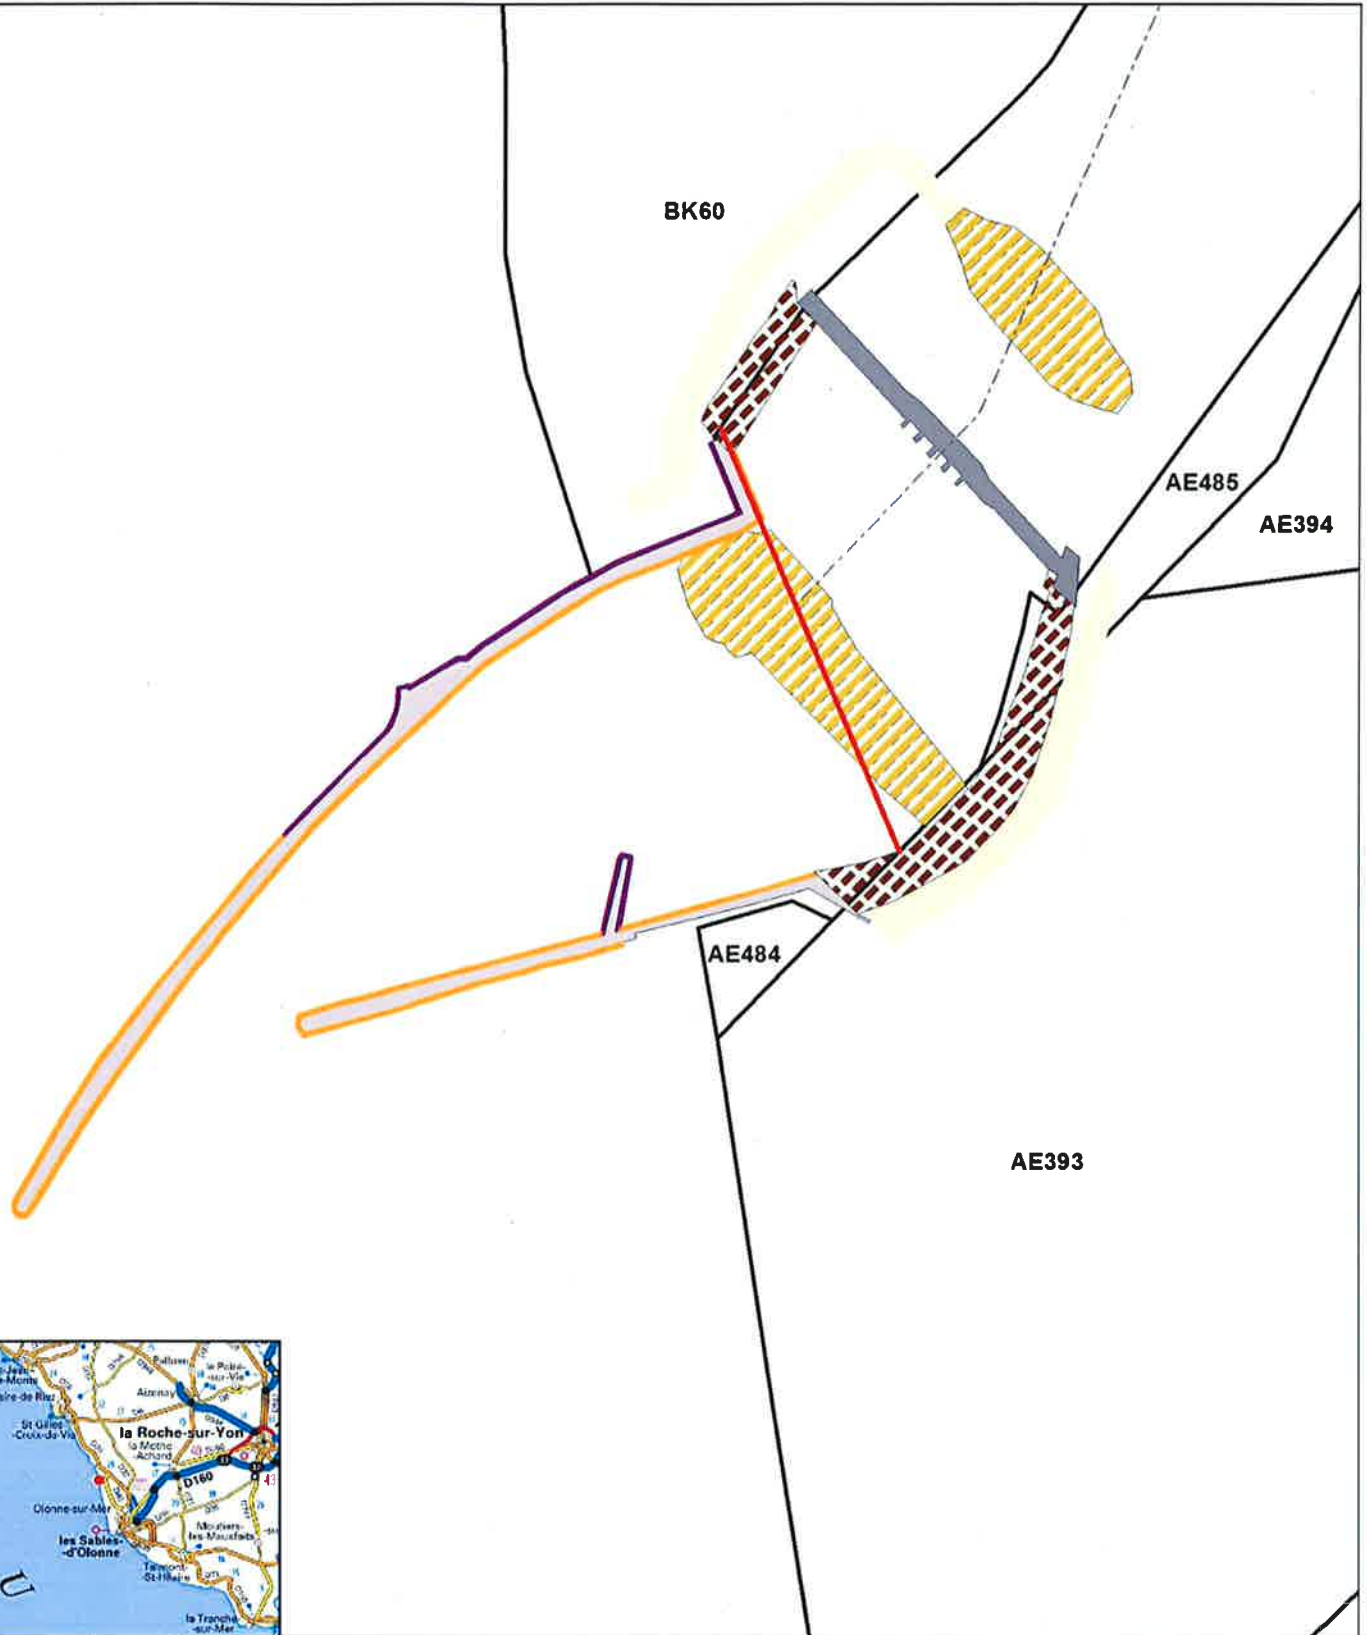 BK60
AE485
AE394
AE484
AE393
Aizenay
le Poiré-
-sur-Vie
St Gilles
-Croix-de-Vie
la Roche-sur-Yon
la Mothe
-Achard
D160
Olonne-sur-Mer
les Sables-
-d'Olonne
Moutiers-
les-Mauxfaits
Talmont-
-St-Hilaire
la Tranche
-sur-Mer
U